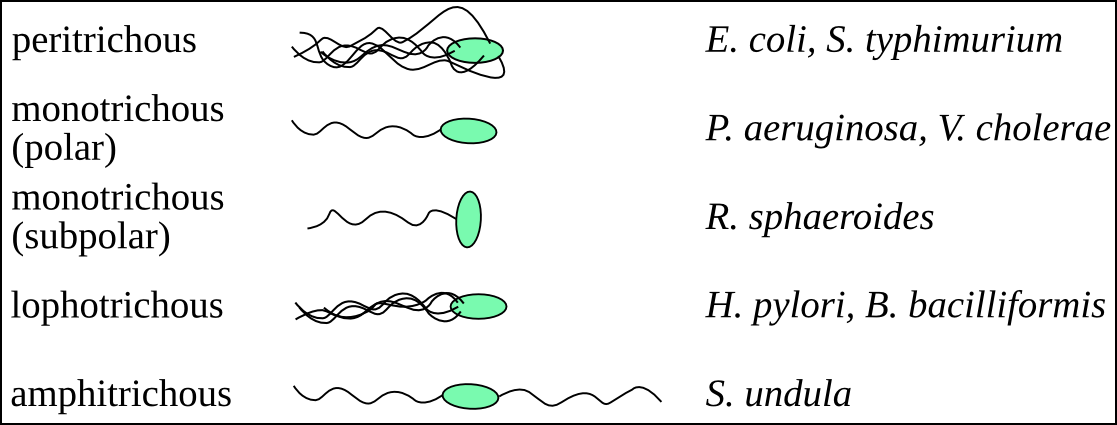 peritrichous E. coli, S. typhimurium
monotrichous
(polar) P. aeruginosa, V. cholerae
monotrichous
(subpolar) R. sphaeroides
lophotrichous H. pylori, B. bacilliformis
amphitrichous S. undula